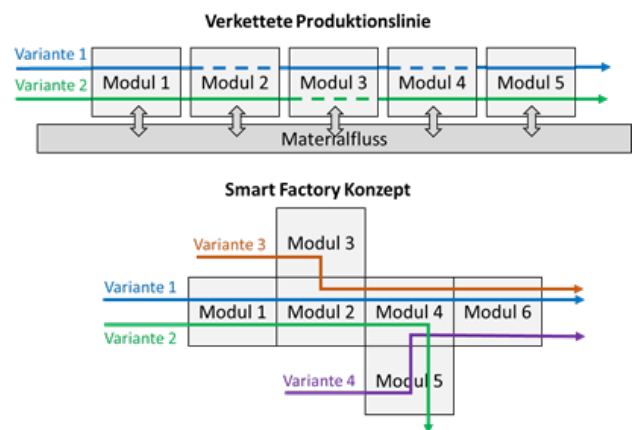 Verkettete Produktionslinie
Variante 1
Variante 2
Modul 1 Modul 2 Modul 3 Modul 4 Modul 5
Materialfluss
Smart Factory Konzept
Variante 3
Modul 3
Variante 1
Modul 1 Modul 2 Modul 4 Modul 6
Variante 2
Variante 4
Modul 5